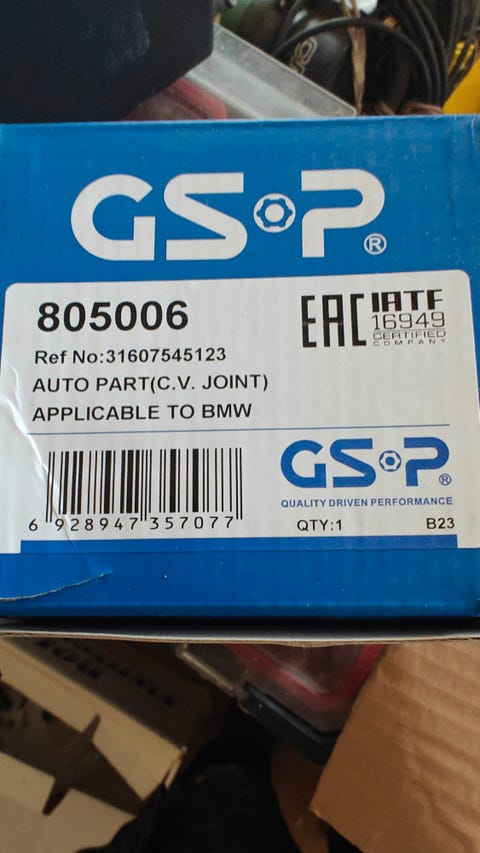 GSP®
805006
EAC IATF
16949
CERTIFIED
COMPANY
Ref No:31607545123
AUTO PART(C.V. JOINT)
APPLICABLE TO BMW
GSP®
QUALITY DRIVEN PERFORMANCE
6 928947 357077
QTY:1 B23